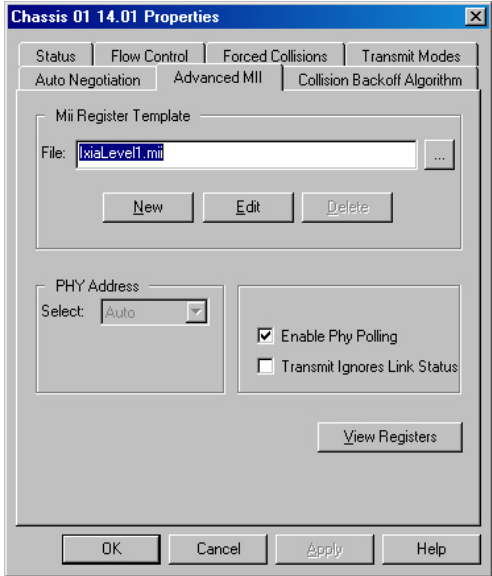 Chassis 01 14.01 Properties
Status Flow Control Forced Collisions Transmit Modes
Auto Negotiation Advanced MII Collision Backoff Algorithm
Mii Register Template
File: IxiaLevel1.mii ...
New Edit Delete
PHY Address
Select: Auto
Enable Phy Polling
Transmit Ignores Link Status
View Registers
OK Cancel Apply Help